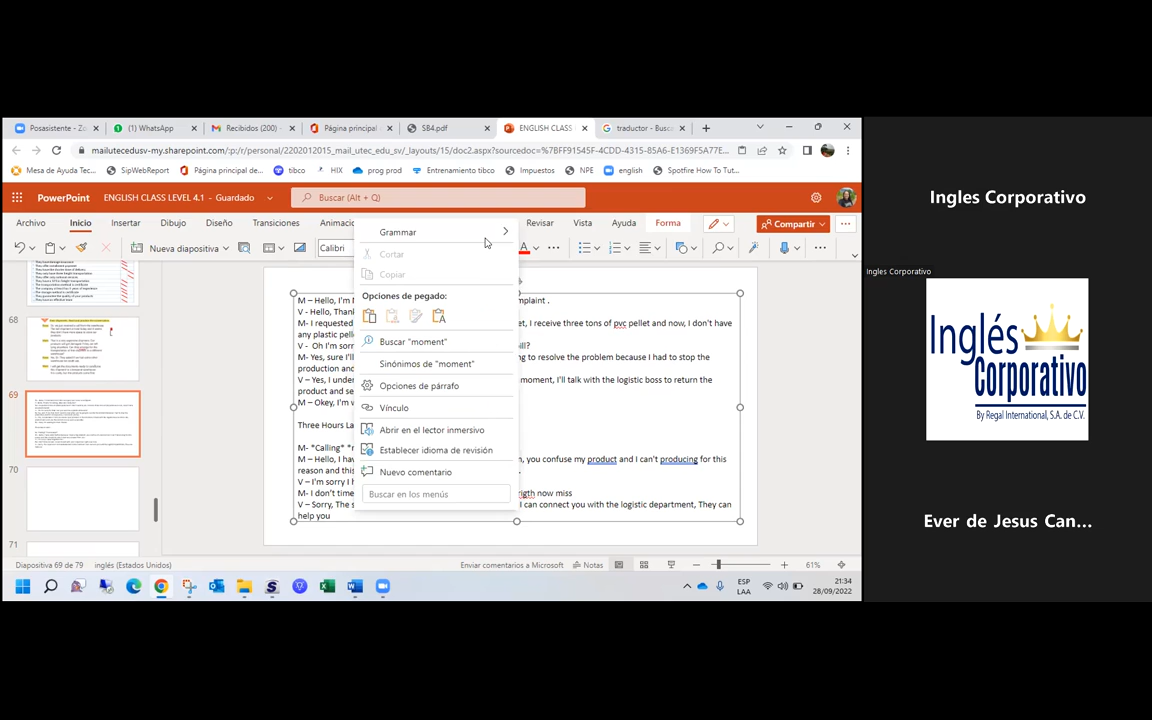 Posasistente - Zo
(1) WhatsApp
Recibidos (200) -
Página principal
SB4.pdf
ENGLISH CLASS
traductor - Busc
mailutecedusv-my.sharepoint.com/:p:/r/personal/2202012015_mail_utec_edu_sv/_layouts/15/doc2.aspx?sourcedoc=%7BFF91545F-4CDD-4315-85A6-E1369F5A77E...
Mesa de Ayuda Tec...
SipWebReport
Página principal de...
tibco
HIX
prog prod
Entrenamiento tibco
Impuestos
NPE
english
Spotfire How To Tut...
PowerPoint
ENGLISH CLASS LEVEL 4.1 - Guardado
Buscar (Alt + Q)
Archivo
Inicio
Insertar
Dibujo
Diseño
Transiciones
Animacio
Revisar
Vista
Ayuda
Forma
Compartir
Nueva diapositiva
Calibri
Grammar
Cortar
Copiar
Opciones de pegado:
Buscar "moment"
Sinónimos de "moment"
Opciones de párrafo
Vínculo
Abrir en el lector inmersivo
Establecer idioma de revisión
Nuevo comentario
Buscar en los menús
68
69
70
71
M – Hello, I'm
omplaint .
V - Hello, Than
M- I requested
et, I receive three tons of pvc pellet and now, I don't have
any plastic pelle
V - Oh I'm sorr
ill?
M- Yes, sure I'll
ng to resolve the problem because I had to stop the
production and
V – Yes, I under
moment, I'll talk with the logistic boss to return the
product and se
M – Okey, I'm w
Three Hours La
M- *Calling* *r
M – Hello, I hav
n, you confuse my product and I can't producing for this
reason and this
V – I'm sorry I h
M- I don't time
rigth now miss
V – Sorry, The s
I can connect you with the logistic department, They can
help you
Diapositiva 69 de 79
inglés (Estados Unidos)
Enviar comentarios a Microsoft
Notas
61%
ESP
LAA
21:34
28/09/2022
Ingles Corporativo
Ingles Corporativo
Inglés
Corporativo
By Regal International, S.A. de C.V.
Ever de Jesus Can...